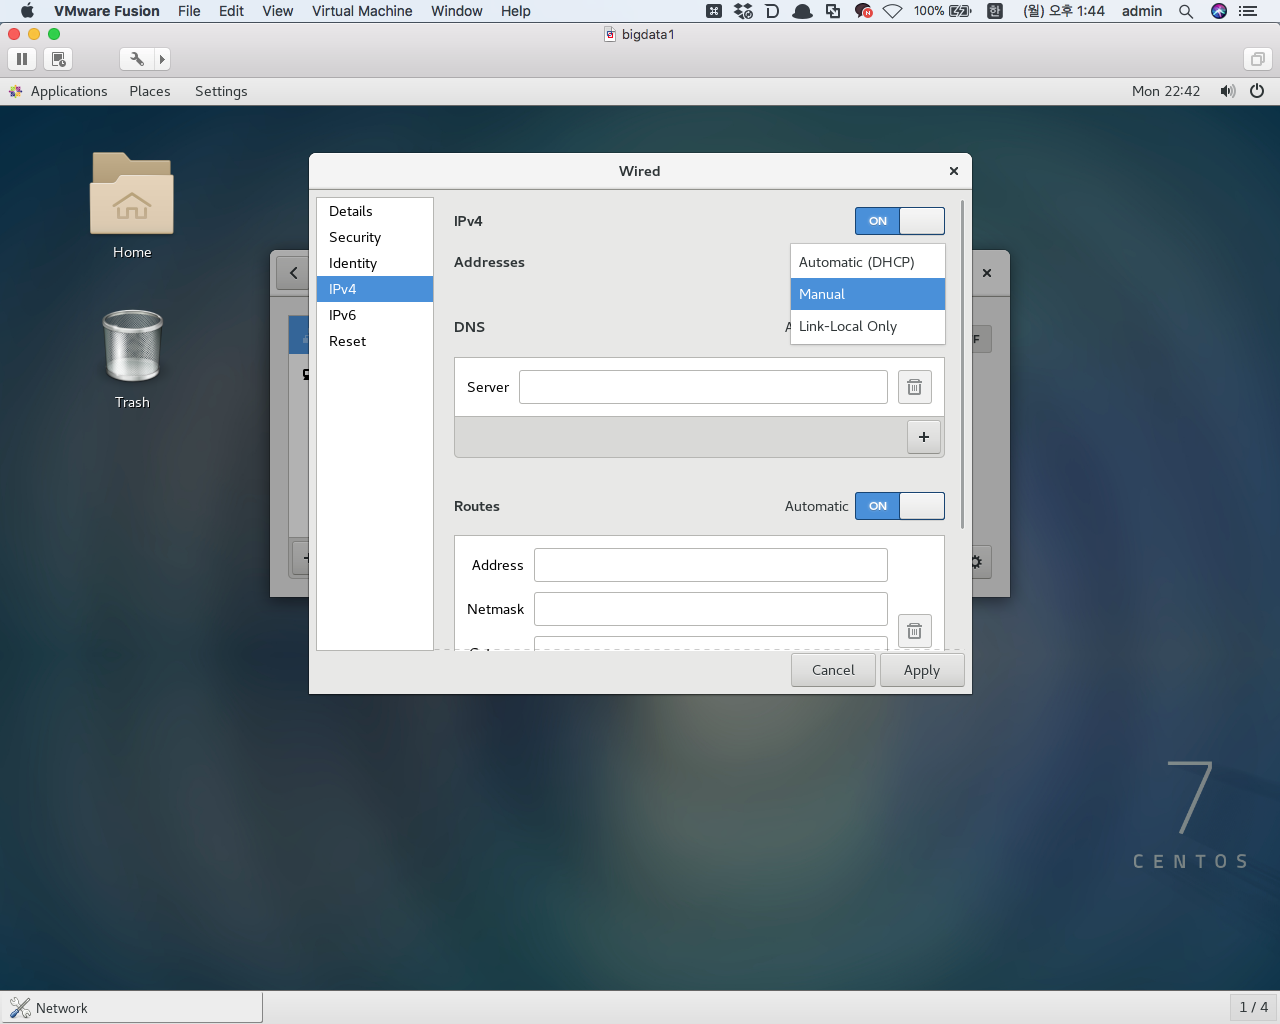 VMware Fusion File Edit View Virtual Machine Window Help 100% 한 (월) 오후 1:44 admin
bigdata1
Applications Places Settings Mon 22:42
Wired
Details
Security
Identity
IPv4
IPv6
Reset
IPv4 ON
Addresses
Automatic (DHCP)
Manual
Link-Local Only
DNS
Server
+
Routes Automatic ON
Address
Netmask
Cancel Apply
Home
Trash
7
CENTOS
Network 1 / 4